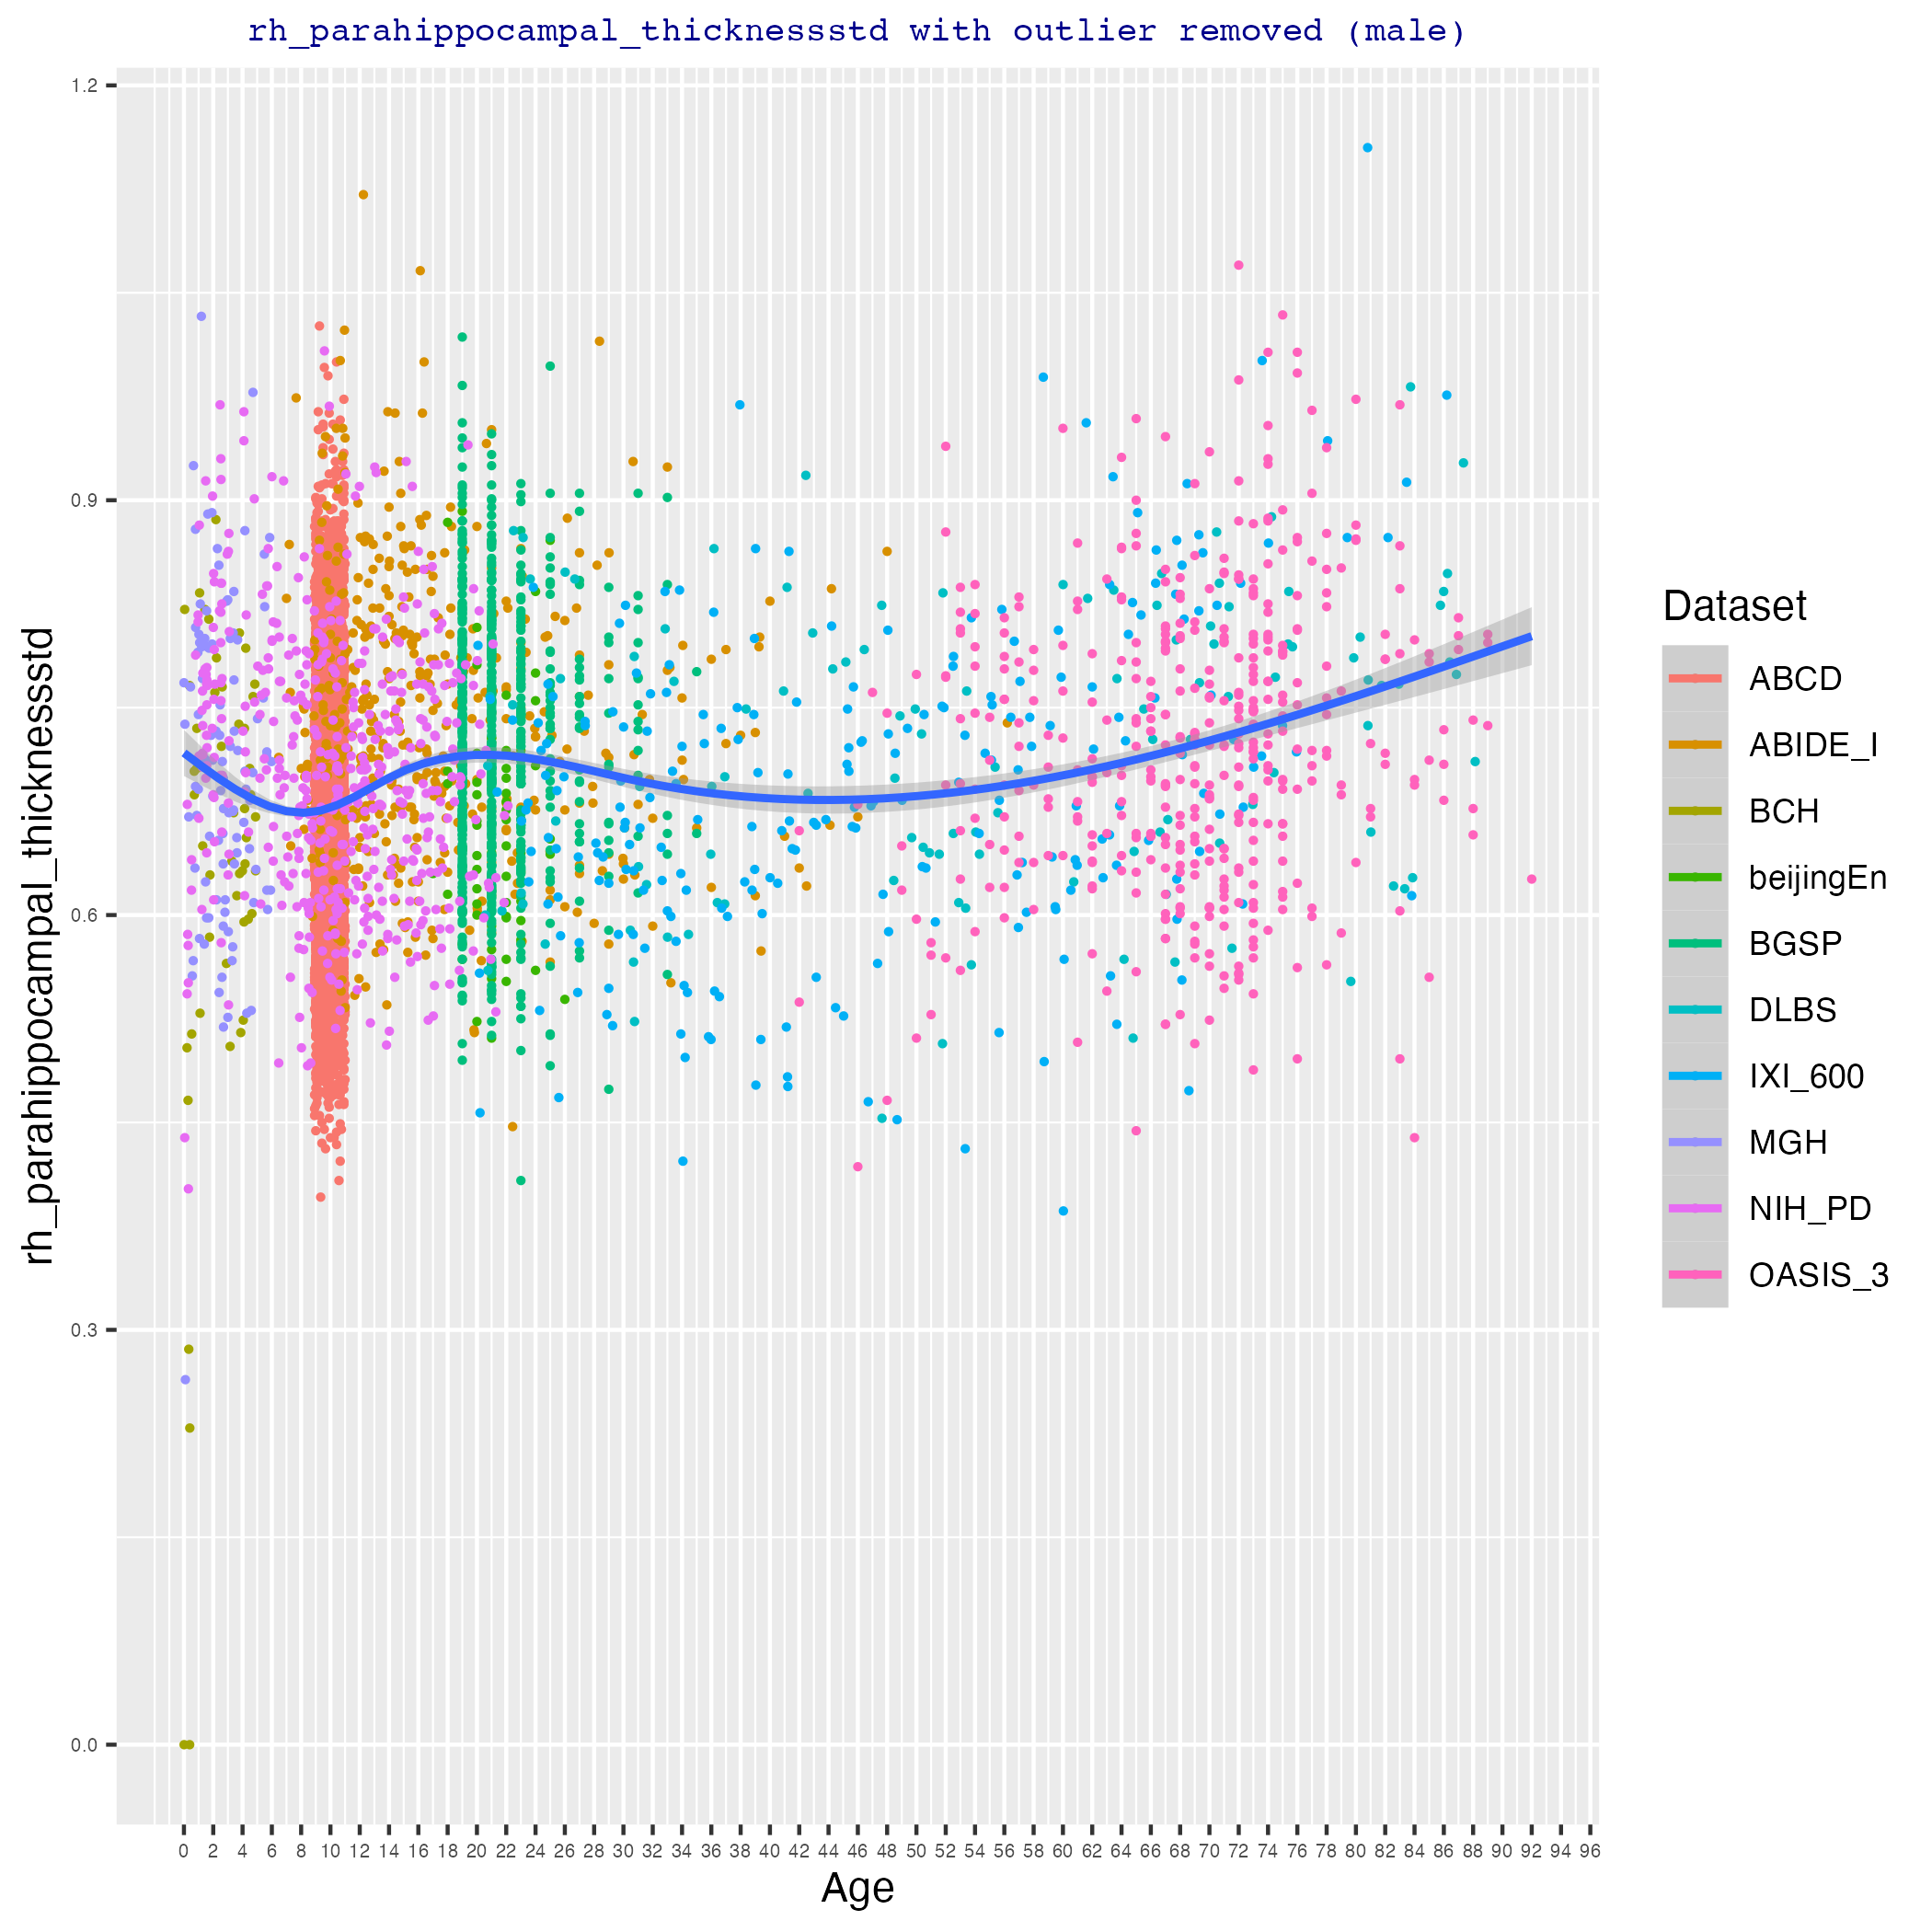 rh_parahippocampal_thicknessstd with outlier removed (male)
rh_parahippocampal_thicknessstd
1.2
0.9
0.6
0.3
0.0
0 2 4 6 8 10 12 14 16 18 20 22 24 26 28 30 32 34 36 38 40 42 44 46 48 50 52 54 56 58 60 62 64 66 68 70 72 74 76 78 80 82 84 86 88 90 92 94 96
Age
Dataset
ABCD
ABIDE_I
BCH
beijingEn
BGSP
DLBS
IXI_600
MGH
NIH_PD
OASIS_3